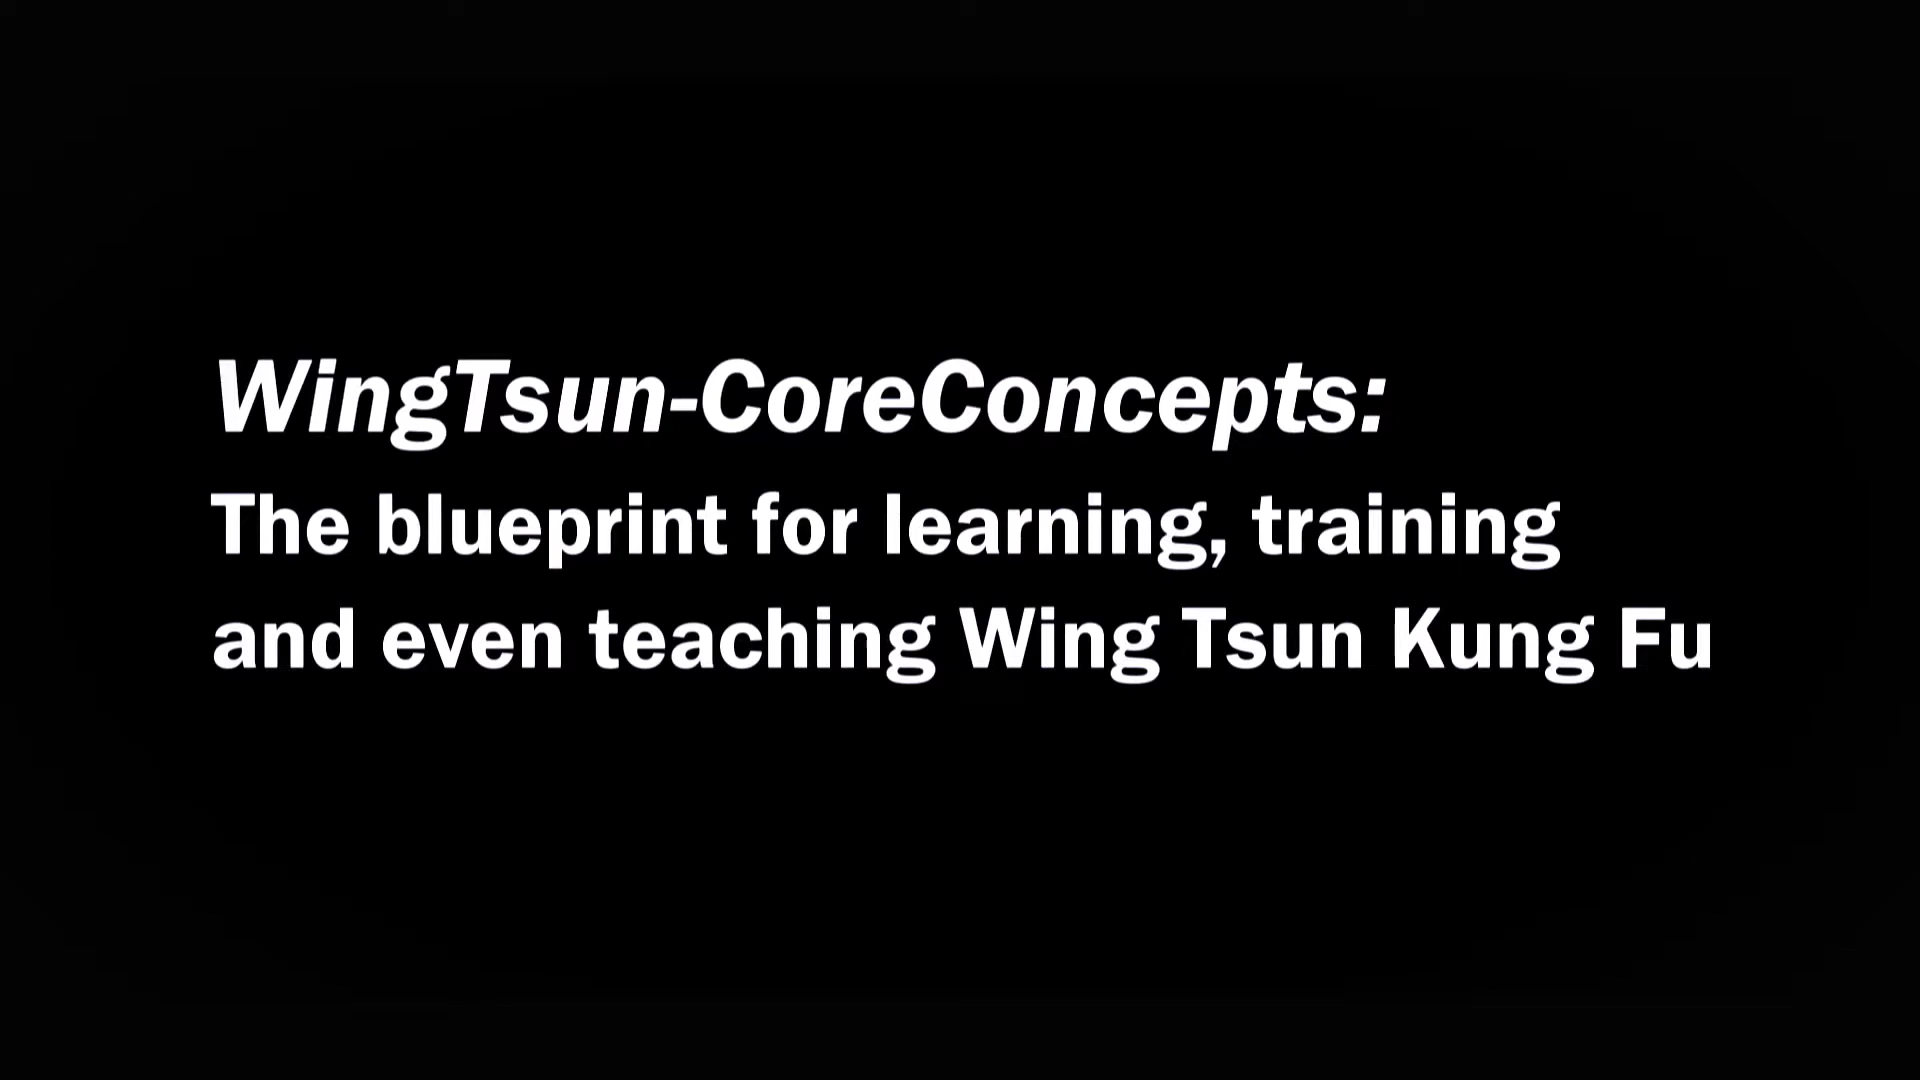 WingTsun-CoreConcepts:
The blueprint for learning, training
and even teaching Wing Tsun Kung Fu